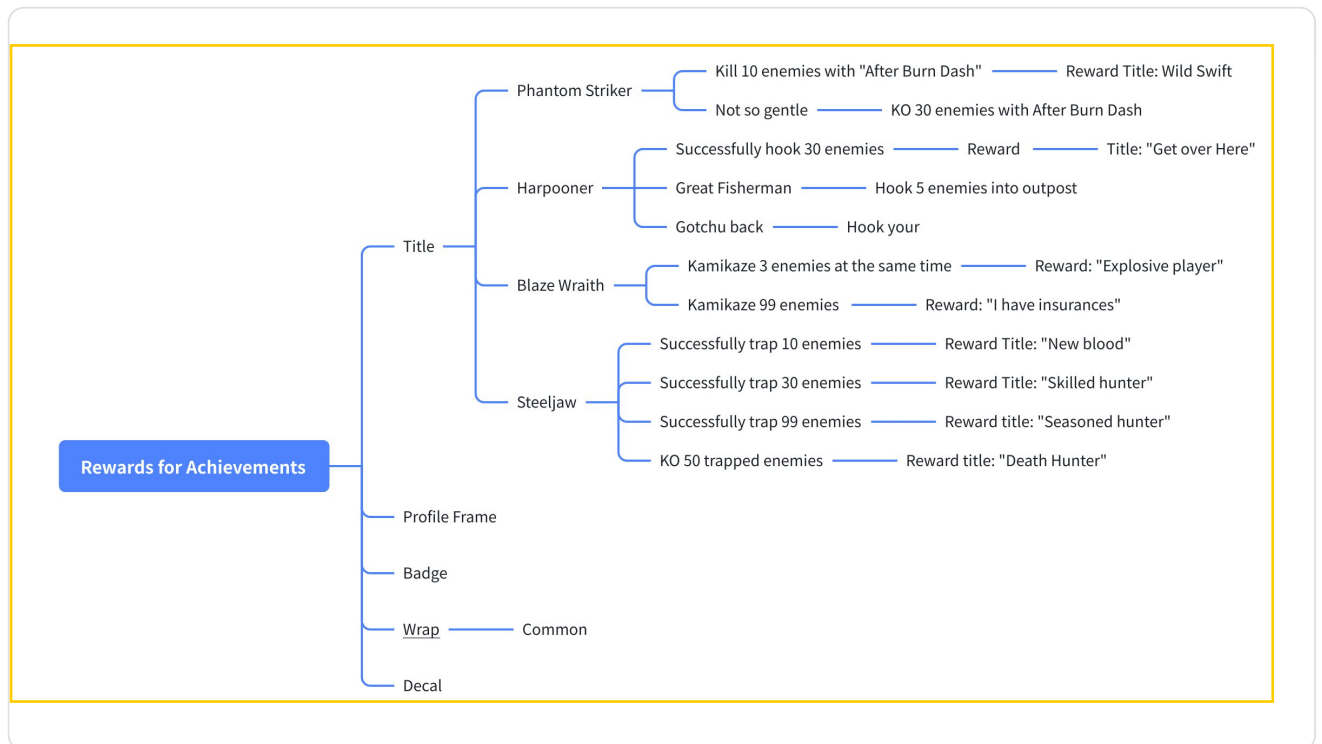 Kill 10 enemies with "After Burn Dash" Reward Title: Wild Swift
Phantom Striker
Not so gentle KO 30 enemies with After Burn Dash
Successfully hook 30 enemies Reward Title: "Get over Here"
Harpooner Great Fisherman Hook 5 enemies into outpost
Gotchu back Hook your
Title
Kamikaze 3 enemies at the same time Reward: "Explosive player"
Blaze Wraith
Kamikaze 99 enemies Reward: "I have insurances"
Successfully trap 10 enemies Reward Title: "New blood"
Successfully trap 30 enemies Reward Title: "Skilled hunter"
Steeljaw
Successfully trap 99 enemies Reward title: "Seasoned hunter"
KO 50 trapped enemies Reward title: "Death Hunter"
Rewards for Achievements
Profile Frame
Badge
Wrap Common
Decal